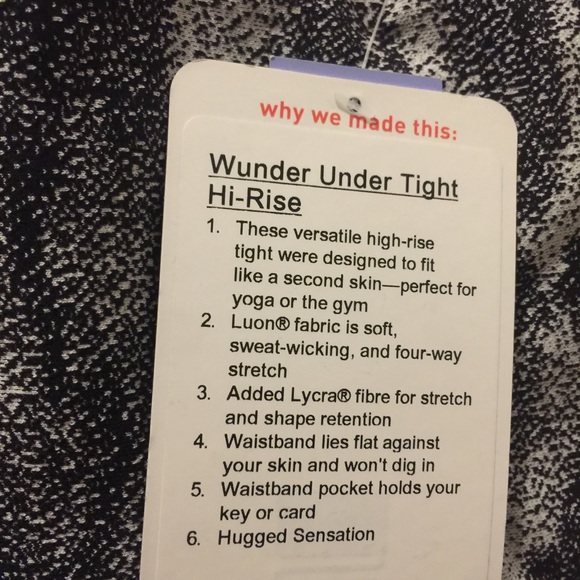 why we made this:
Wunder Under Tight
Hi-Rise
1. These versatile high-rise
tight were designed to fit
like a second skin—perfect for
yoga or the gym
2. Luon® fabric is soft,
sweat-wicking, and four-way
stretch
3. Added Lycra® fibre for stretch
and shape retention
4. Waistband lies flat against
your skin and won't dig in
5. Waistband pocket holds your
key or card
6. Hugged Sensation